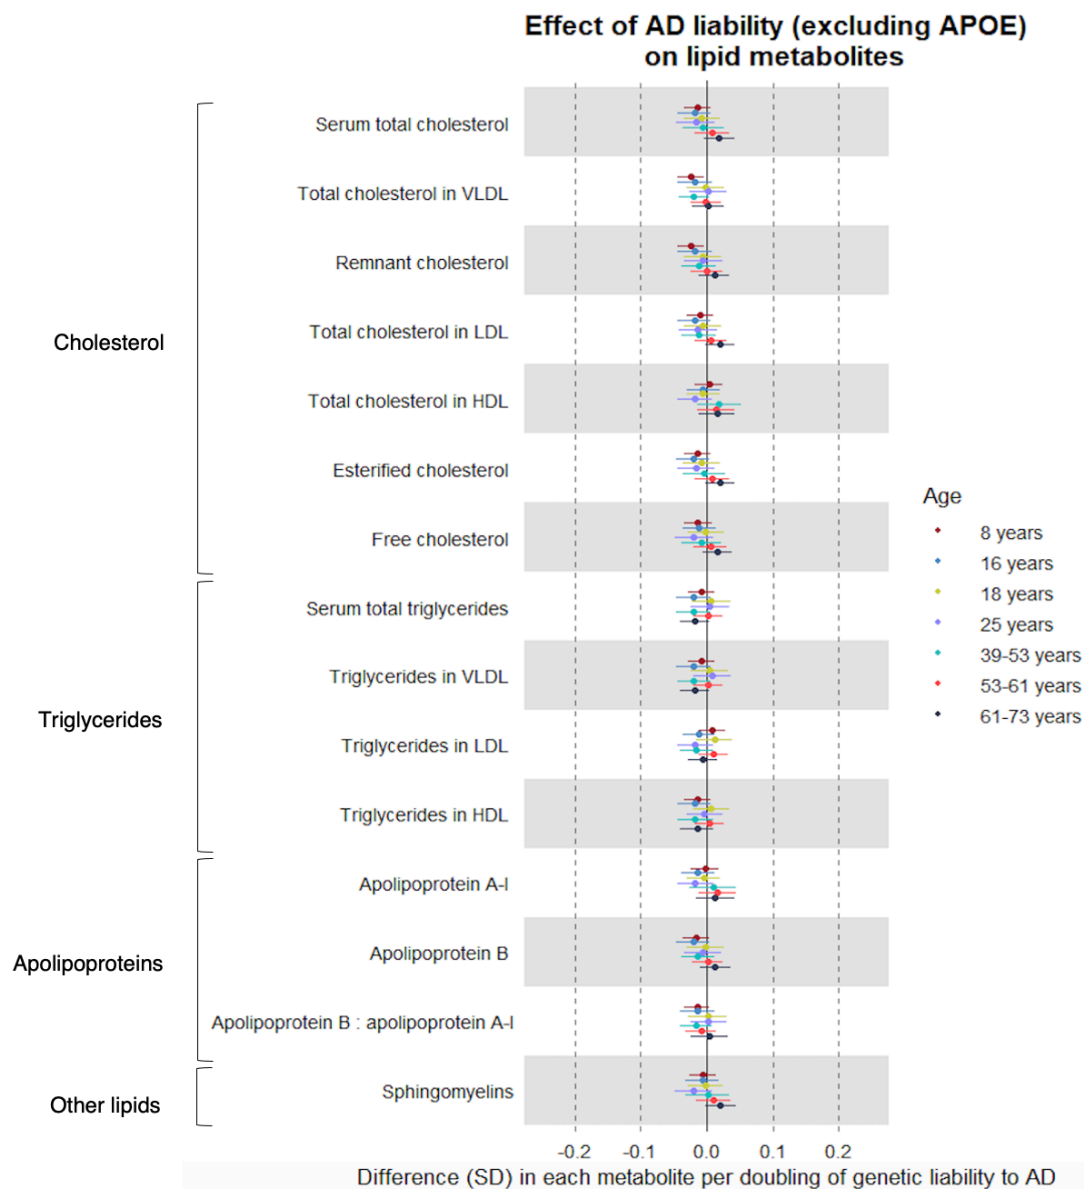 Effect of AD liability (excluding APOE)
on lipid metabolites
Cholesterol
Serum total cholesterol
Total cholesterol in VLDL
Remnant cholesterol
Total cholesterol in LDL
Total cholesterol in HDL
Esterified cholesterol
Free cholesterol
Triglycerides
Serum total triglycerides
Triglycerides in VLDL
Triglycerides in LDL
Triglycerides in HDL
Apolipoproteins
Apolipoprotein A-I
Apolipoprotein B
Apolipoprotein B : apolipoprotein A-I
Other lipids
Sphingomyelins
Age
8 years
16 years
18 years
25 years
39-53 years
53-61 years
61-73 years
-0.2 -0.1 0.0 0.1 0.2
Difference (SD) in each metabolite per doubling of genetic liability to AD